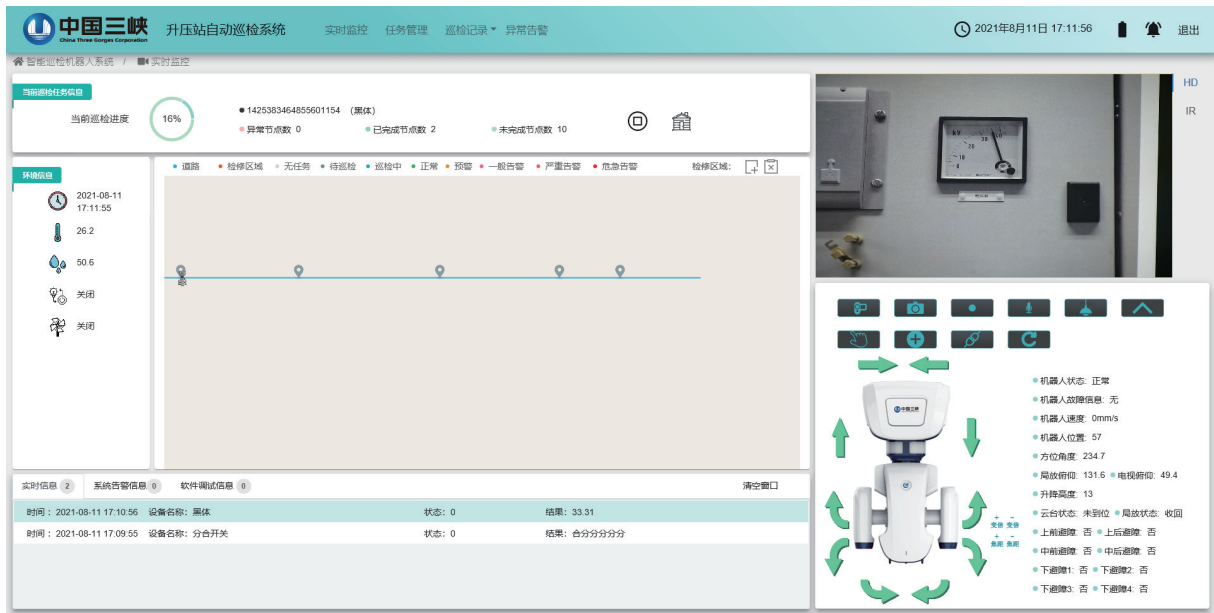 中国三峡 升压站自动巡检系统 实时监控 任务管理 巡检记录 异常告警 2021年8月11日 17:11:56 退出
China Three Gorges Corporation
智能巡检机器人系统 / 实时监控
当前巡检任务信息
当前巡检进度 16%
1425383464855601154 (黑体)
异常节点数 0 已完成节点数 2 未完成节点数 10
HD
IR
环境信息
2021-08-11
17:11:55
26.2
50.6
关闭
关闭
道路 检修区域 无任务 待巡检 巡检中 正常 预警 一般告警 严重告警 危急告警 检修区域:
kV
中国三峡
机器人状态: 正常
机器人故障信息: 无
机器人速度: 0mm/s
机器人位置: 57
方位角度: 234.7
局放俯仰: 131.6 电视俯仰: 49.4
升降高度: 13
云台状态: 未到位 局放状态: 收回
上前避障: 否 上后避障: 否
中前避障: 否 中后避障: 否
下避障1: 否 下避障2: 否
下避障3: 否 下避障4: 否
+ -
变倍 变倍
+ -
焦距 焦距
实时信息 2 系统告警信息 0 软件调试信息 0 清空窗口
时间: 2021-08-11 17:10:56 设备名称: 黑体 状态: 0 结果: 33.31
时间: 2021-08-11 17:09:55 设备名称: 分合开关 状态: 0 结果: 合分分分分分